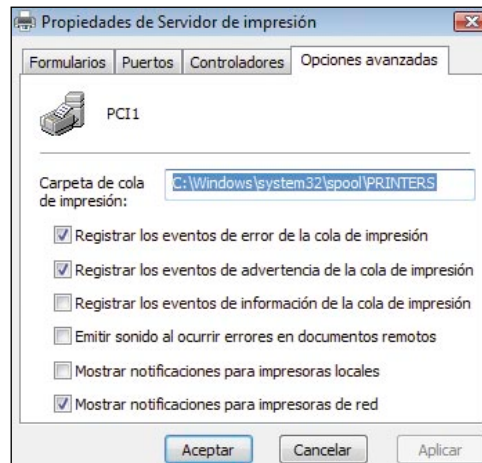 Propiedades de Servidor de impresión
Formularios Puertos Controladores Opciones avanzadas
PCI1
Carpeta de cola
de impresión:
C:\Windows\system32\spool\PRINTERS
Registrar los eventos de error de la cola de impresión
Registrar los eventos de advertencia de la cola de impresión
Registrar los eventos de información de la cola de impresión
Emitir sonido al ocurrir errores en documentos remotos
Mostrar notificaciones para impresoras locales
Mostrar notificaciones para impresoras de red
Aceptar Cancelar Aplicar